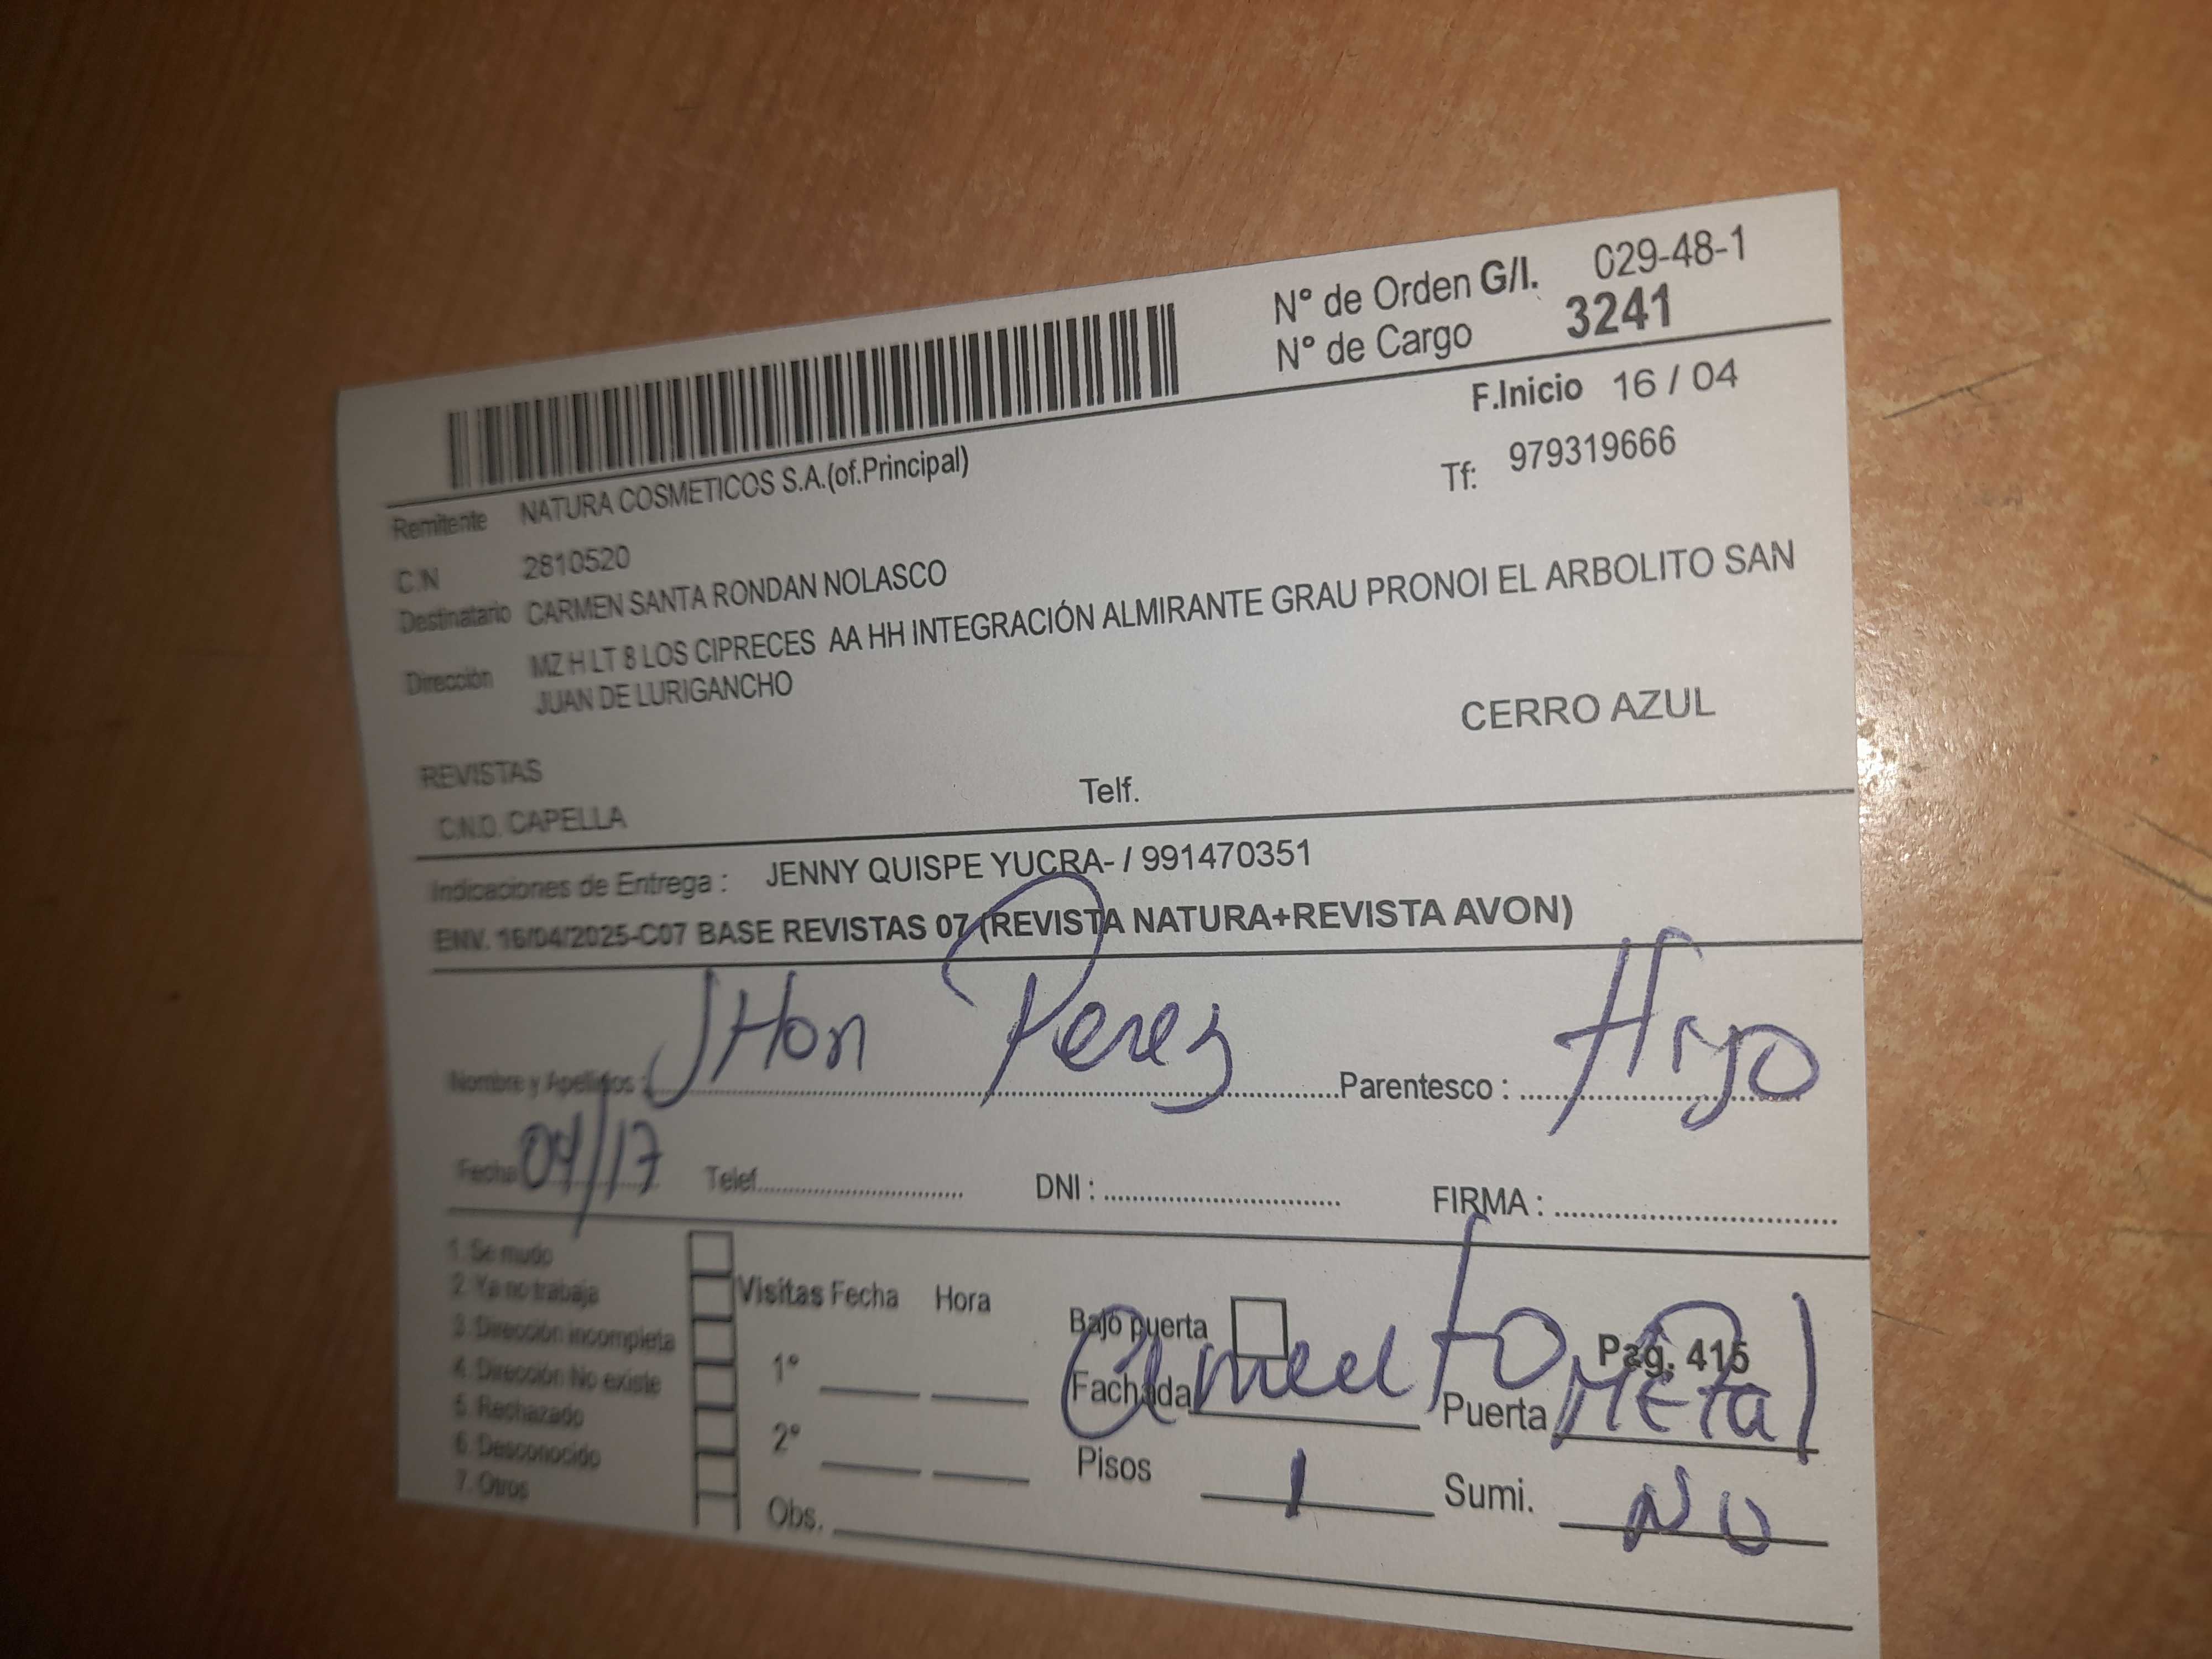 N° de Orden G/I. 029-48-1
N° de Cargo 3241
F.Inicio 16 / 04
Remitente NATURA COSMETICOS S.A.(of.Principal)
Tf: 979319666
C.N 2810520
Destinatario CARMEN SANTA RONDAN NOLASCO
Dirección MZ H LT 8 LOS CIPRECES AA HH INTEGRACIÓN ALMIRANTE GRAU PRONOI EL ARBOLITO SAN
JUAN DE LURIGANCHO
CERRO AZUL
REVISTAS
C.N.O. CAPELLA Telf.
Indicaciones de Entrega : JENNY QUISPE YUCRA- / 991470351
ENV. 16/04/2025-C07 BASE REVISTAS 07 (REVISTA NATURA+REVISTA AVON)
Nombre y Apellidos : JHon Perez Parentesco : Hijo
Fecha 04/17 Telef. DNI : FIRMA :
1. Se mudo
2. Ya no trabaja
3. Dirección incompleta
4. Dirección No existe
5. Rechazado
6. Desconocido
7. Otros
Visitas Fecha Hora
1°
2°
Obs.
Bajo puerta Pag. 415
Fachada Puerta Metal
Pisos 1 Sumi. No